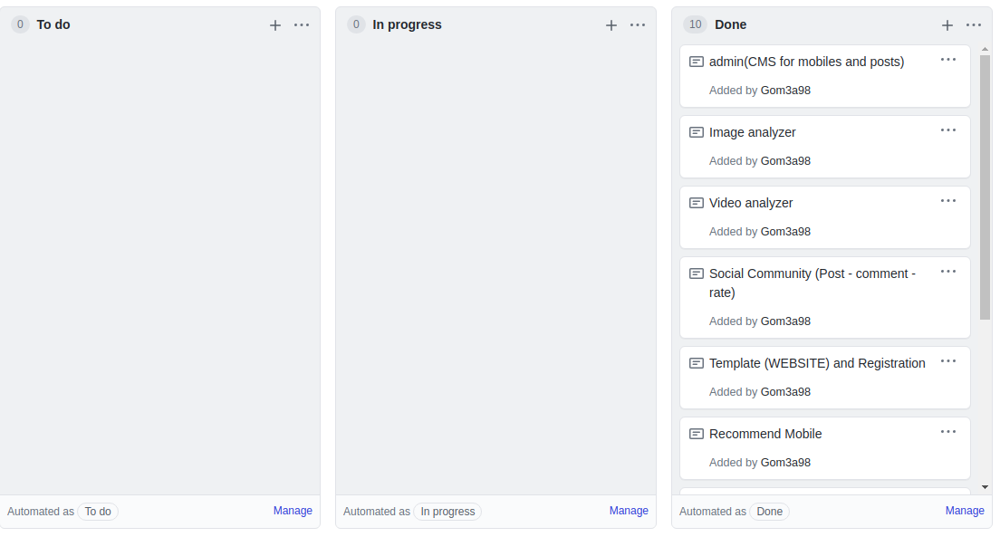 0 To do
Automated as To do Manage
0 In progress
Automated as In progress Manage
10 Done
admin(CMS for mobiles and posts)
Added by Gom3a98
Image analyzer
Added by Gom3a98
Video analyzer
Added by Gom3a98
Social Community (Post - comment -
rate)
Added by Gom3a98
Template (WEBSITE) and Registration
Added by Gom3a98
Recommend Mobile
Added by Gom3a98
Automated as Done Manage